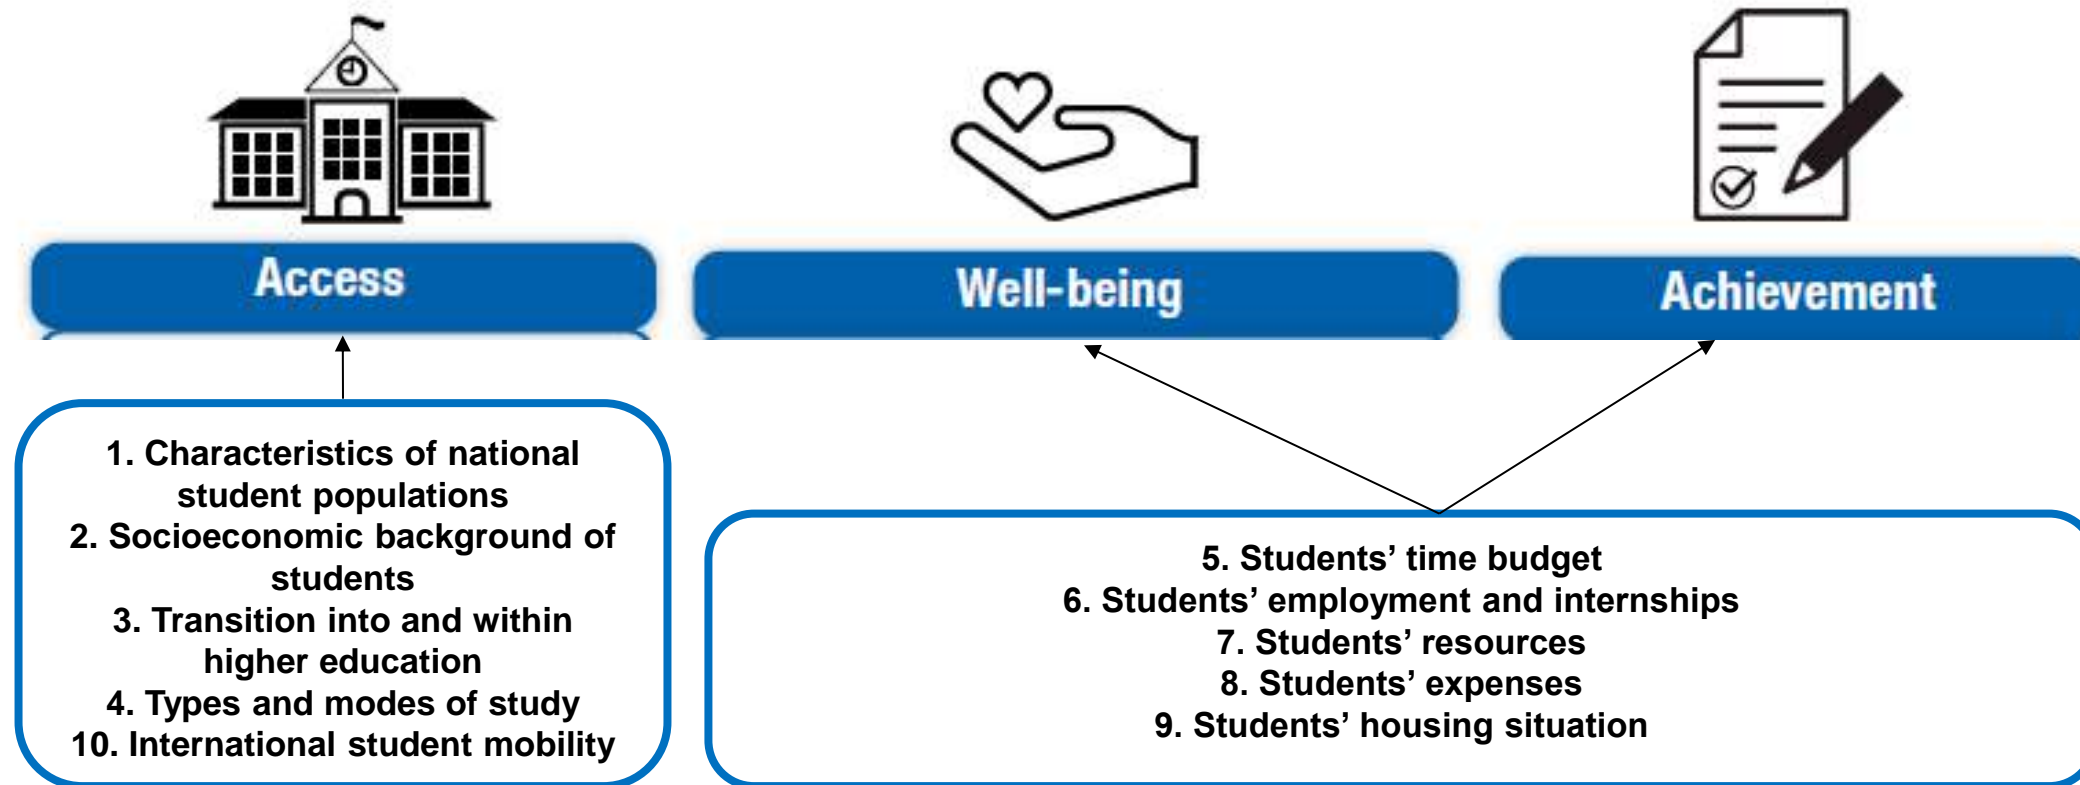 Access
Well-being
Achievement
1. Characteristics of national
student populations
2. Socioeconomic background of
students
3. Transition into and within
higher education
4. Types and modes of study
10. International student mobility
5. Students’ time budget
6. Students’ employment and internships
7. Students’ resources
8. Students’ expenses
9. Students’ housing situation